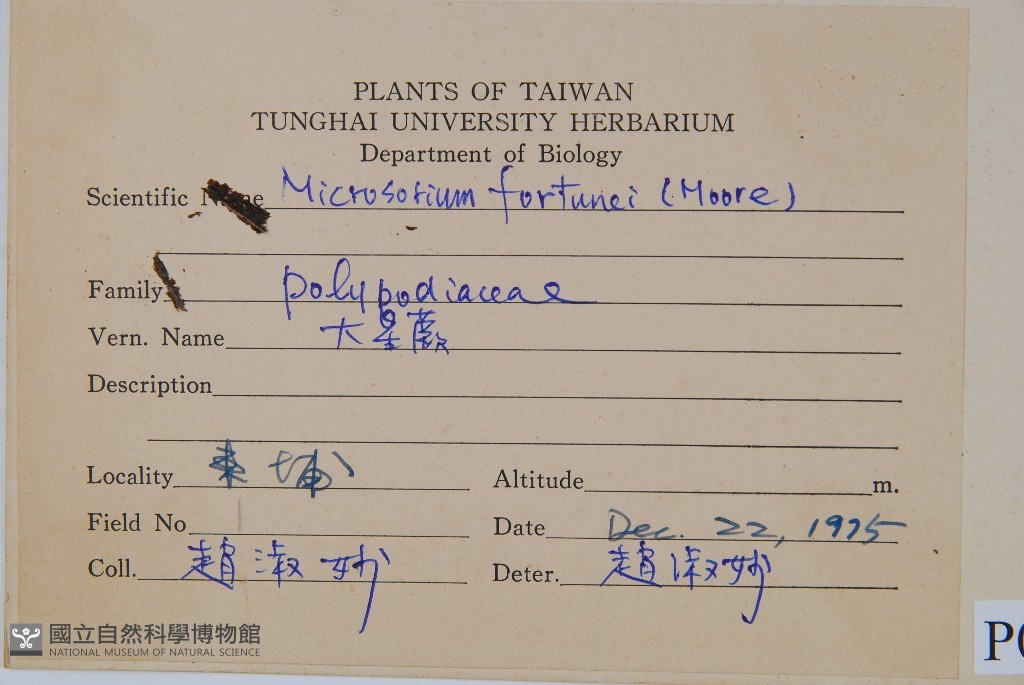 PLANTS OF TAIWAN
TUNGHAI UNIVERSITY HERBARIUM
Department of Biology
Scientific Name Microsorium fortunei (Moore)
Family polypodiaceae
Vern. Name 大星蕨
Description
Locality 東埔
Altitude m.
Field No
Date Dec. 22, 1975
Coll. 趙淑妙
Deter. 趙淑妙
國立自然科學博物館
NATIONAL MUSEUM OF NATURAL SCIENCE